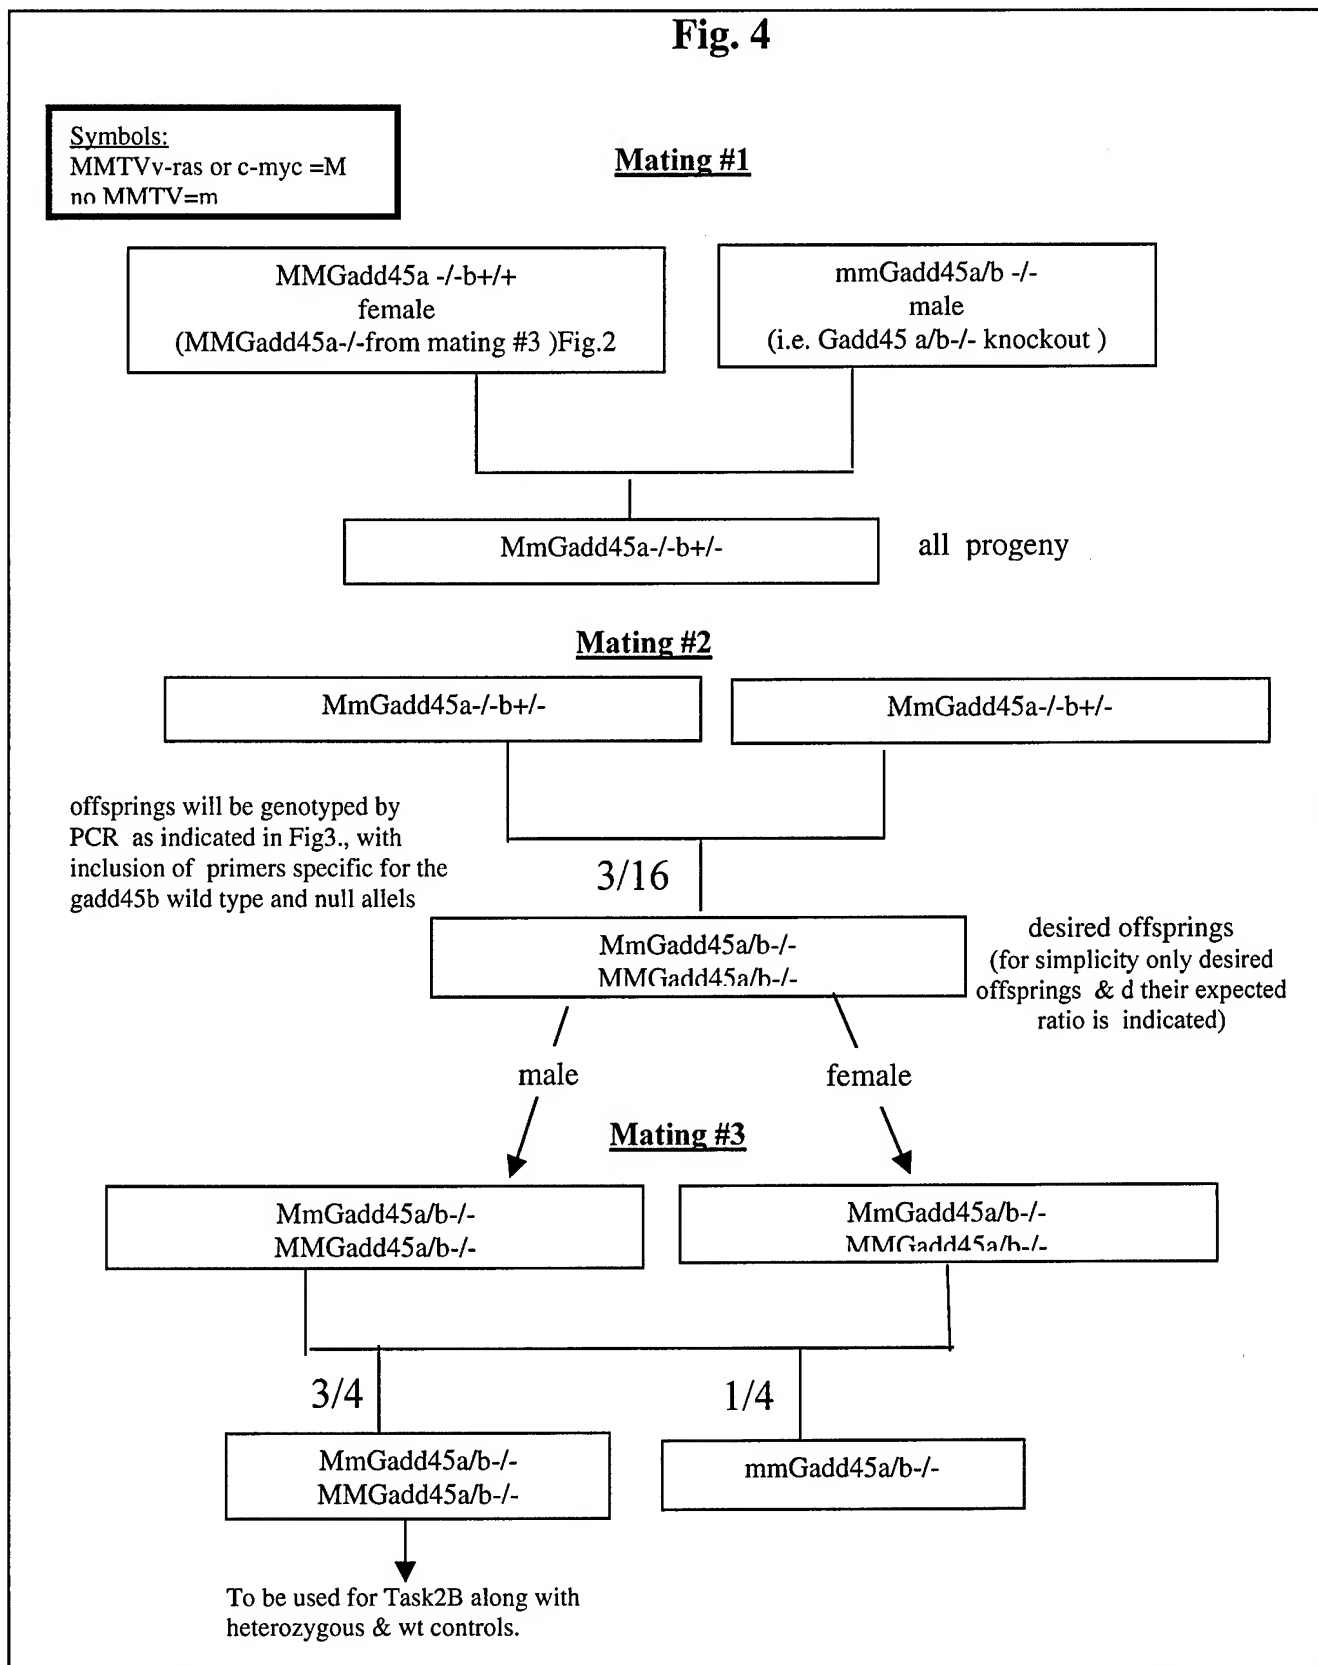 Fig. 4
Symbols:
MMTVv-ras or c-myc =M
no MMTV=m
Mating #1
MMGadd45a -/-b+/+
female
(MMGadd45a-/-from mating #3 )Fig.2
mmGadd45a/b -/-
male
(i.e. Gadd45 a/b-/- knockout )
MmGadd45a-/-b+/-
all progeny
Mating #2
MmGadd45a-/-b+/-
MmGadd45a-/-b+/-
offsprings will be genotyped by
PCR as indicated in Fig3., with
inclusion of primers specific for the
gadd45b wild type and null allels
3/16
MmGadd45a/b-/-
MMGadd45a/b-/-
desired offsprings
(for simplicity only desired
offsprings & d their expected
ratio is indicated)
male
female
Mating #3
MmGadd45a/b-/-
MMGadd45a/b-/-
MmGadd45a/b-/-
MMGadd45a/b-/-
3/4
1/4
MmGadd45a/b-/-
MMGadd45a/b-/-
mmGadd45a/b-/-
To be used for Task2B along with
heterozygous & wt controls.